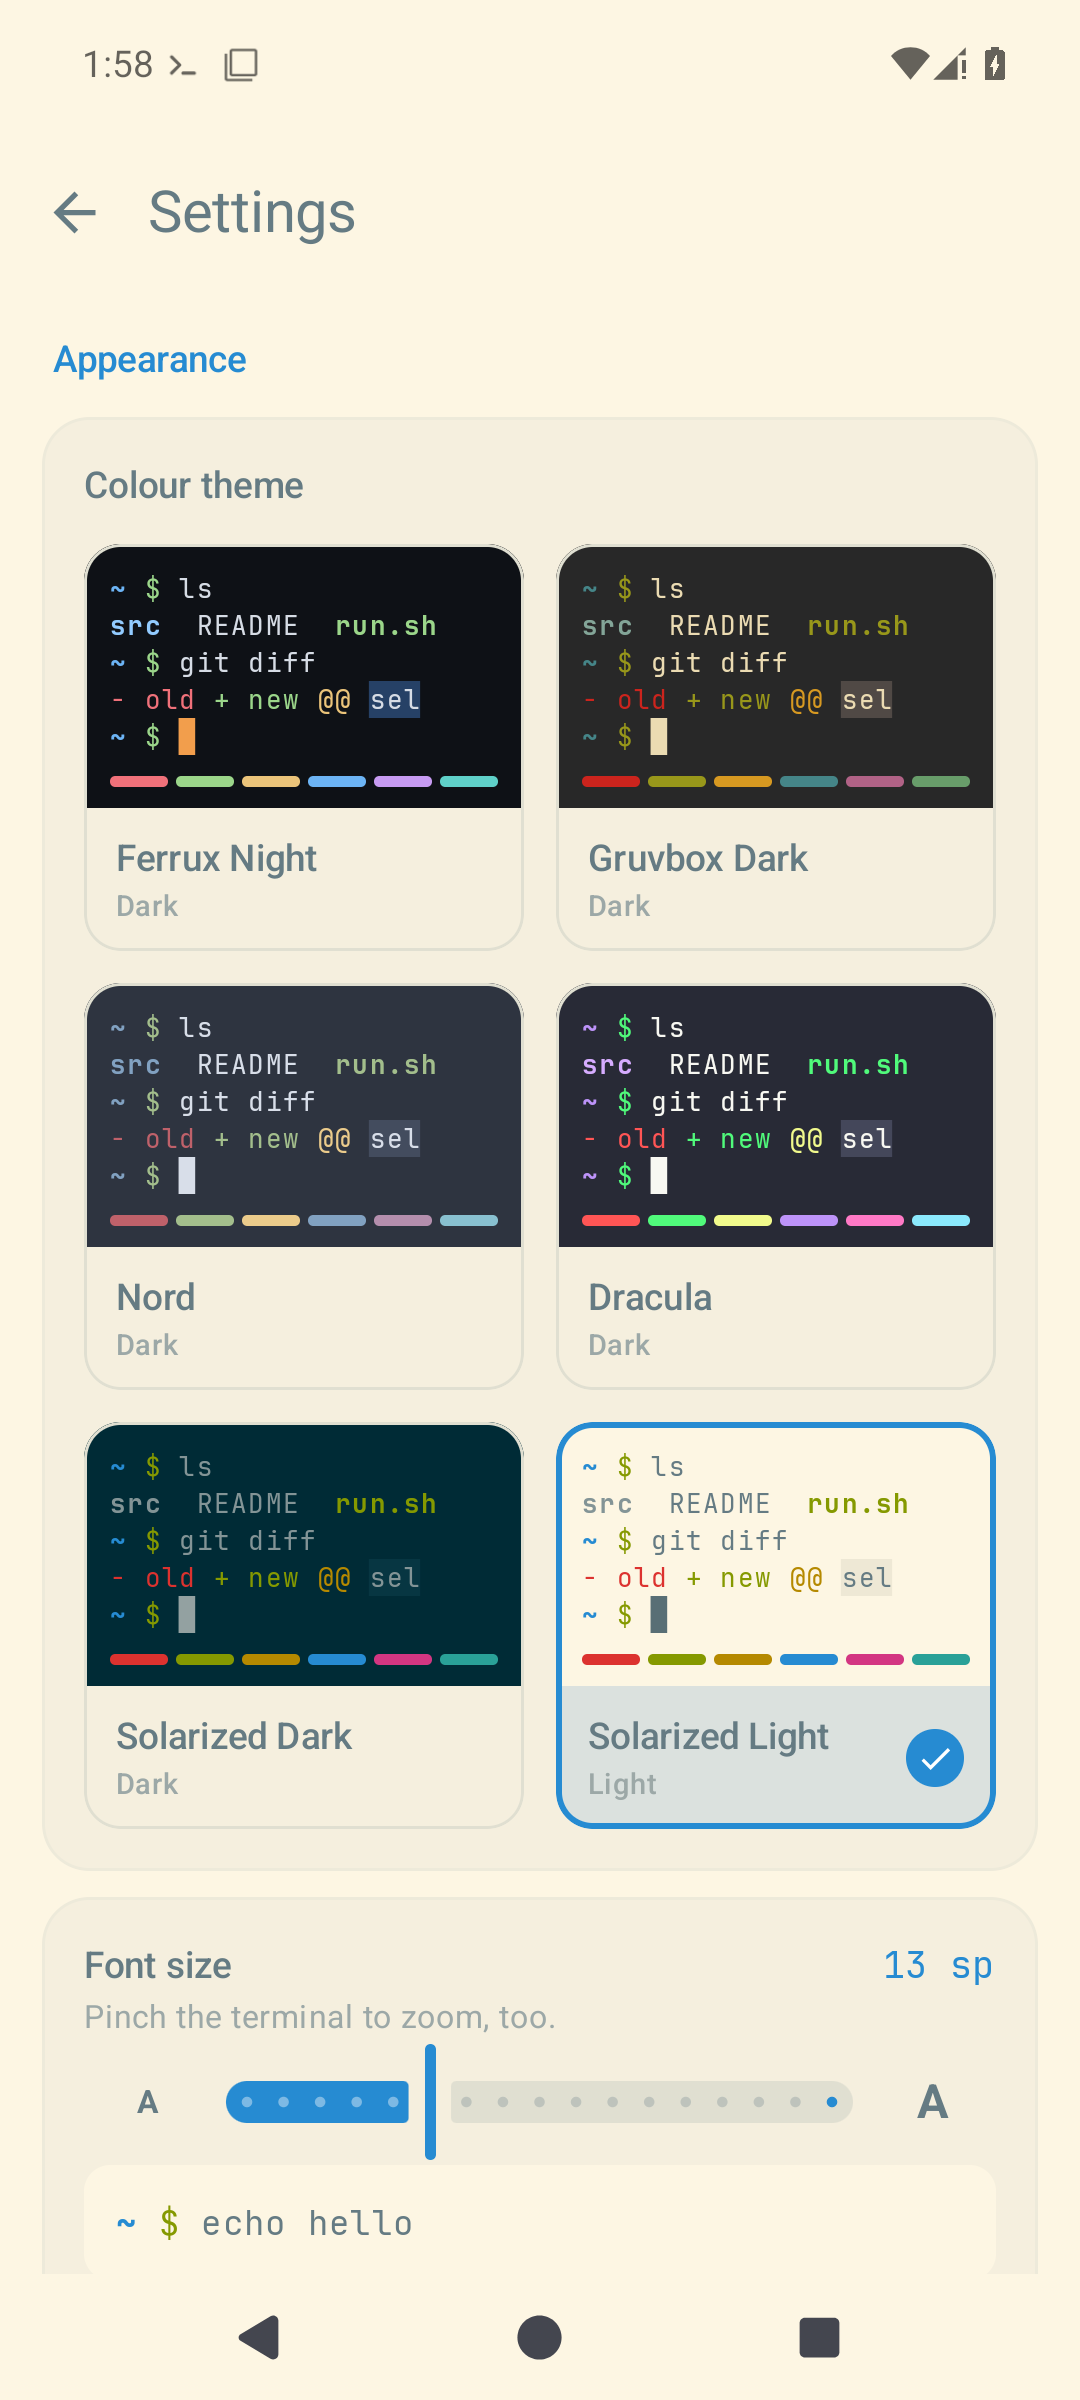 1:58
Settings
Appearance
Colour theme
~ $ ls
src  README  run.sh
~ $ git diff
- old + new @@ sel
~ $
Ferrux Night
Dark
~ $ ls
src  README  run.sh
~ $ git diff
- old + new @@ sel
~ $
Gruvbox Dark
Dark
~ $ ls
src  README  run.sh
~ $ git diff
- old + new @@ sel
~ $
Nord
Dark
~ $ ls
src  README  run.sh
~ $ git diff
- old + new @@ sel
~ $
Dracula
Dark
~ $ ls
src  README  run.sh
~ $ git diff
- old + new @@ sel
~ $
Solarized Dark
Dark
~ $ ls
src  README  run.sh
~ $ git diff
- old + new @@ sel
~ $
Solarized Light
Light
Font size 13 sp
Pinch the terminal to zoom, too.
A A
~ $ echo hello